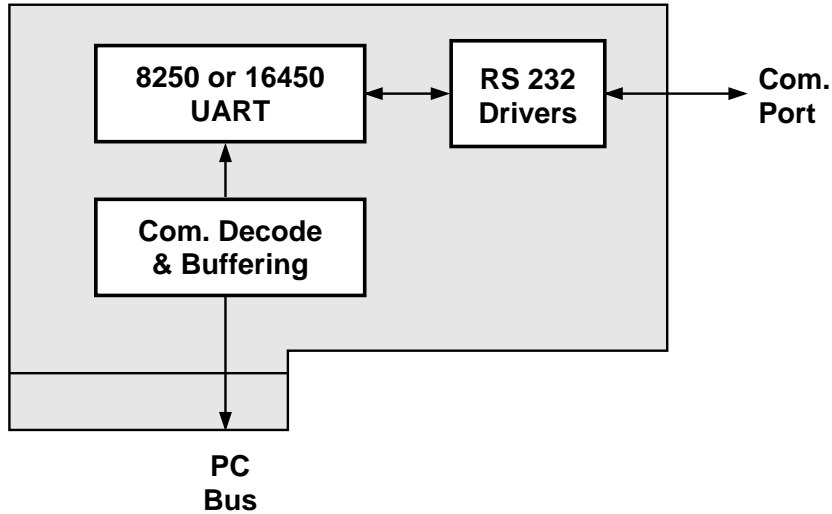 8250 or 16450
UART
RS 232
Drivers
Com.
Port
Com. Decode
& Buffering
PC
Bus